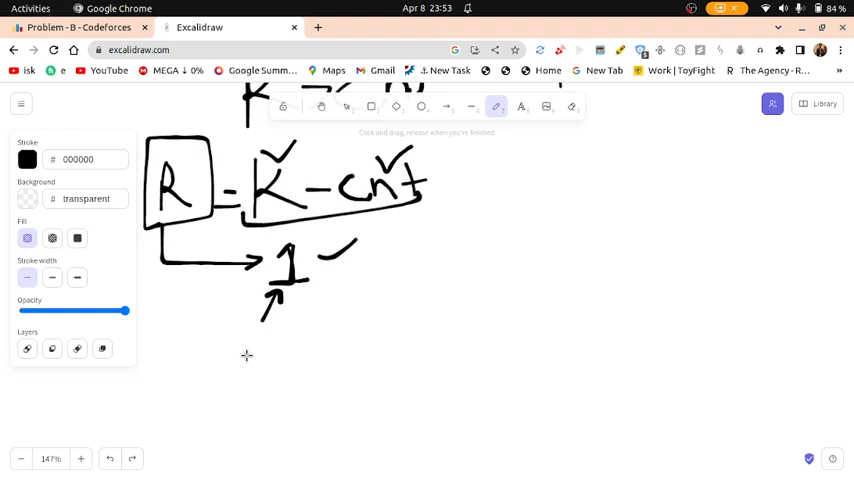 Activities
Google Chrome
Apr 8 23:53
84 %
Problem - B - Codeforces
Excalidraw
excalidraw.com
isk
e
YouTube
MEGA ↓ 0%
Google Summ...
Maps
Gmail
New Task
Home
New Tab
Work | ToyFight
The Agency - R...
Library
Click and drag, release when you're finished
Stroke
# 000000
Background
# transparent
Fill
Stroke width
Opacity
Layers
K
R = K - cnt
1
147%